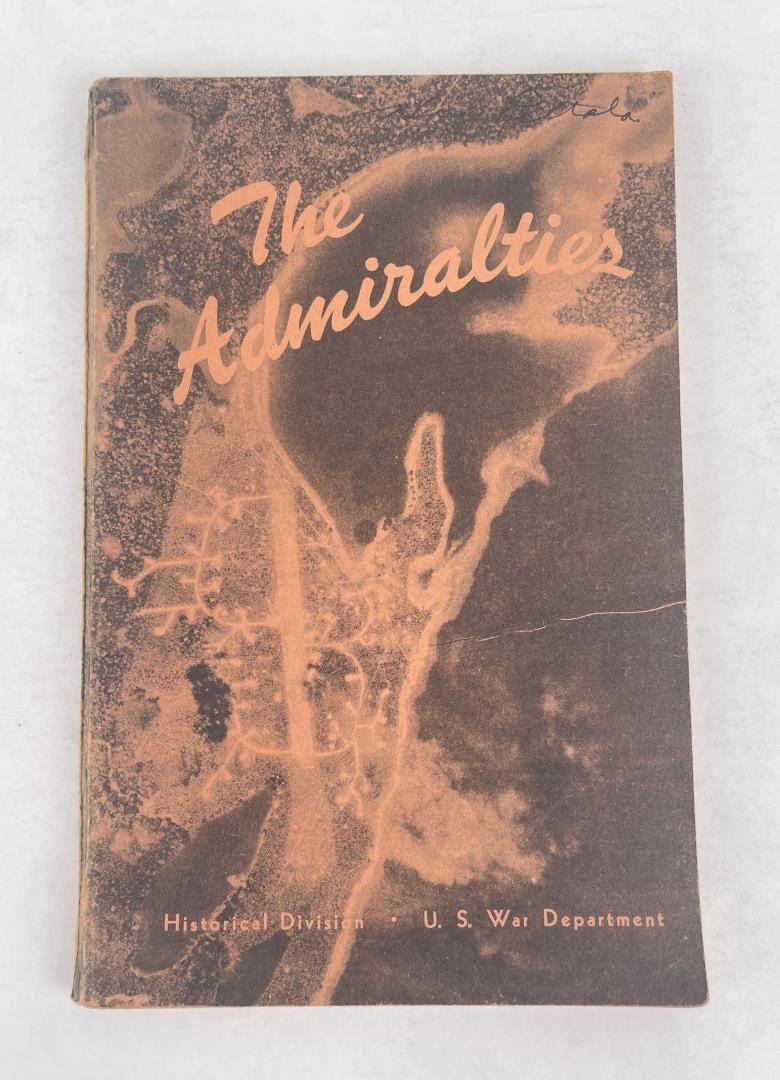 The
Admiralties
Historical Division • U. S. War Department